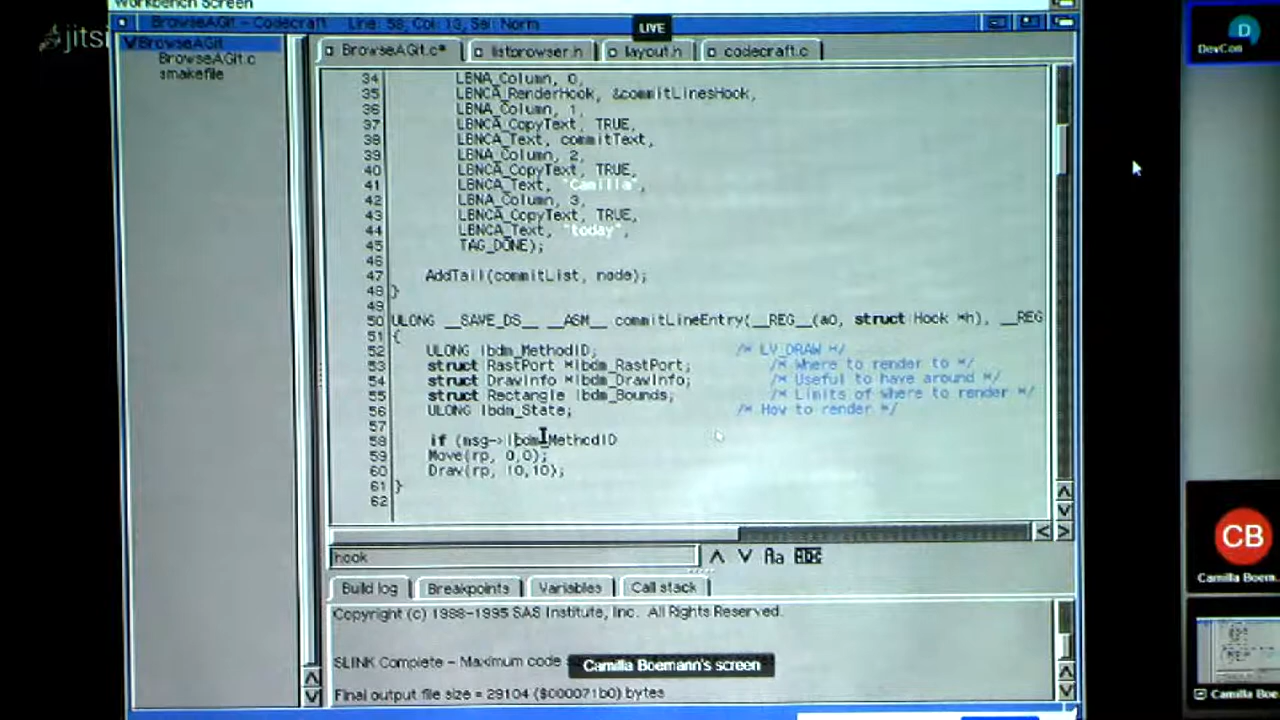 Workbench Screen
BrowseAGit - Codecraft Line: 58, Col: 13, Sel: Norm
LIVE
jitsi
BrowseAGit
BrowseAGit.c
smakefile
BrowseAGit.c* listbrowser.h layout.h codecraft.c
34 LBNA_Column, 0,
35 LBNCA_RenderHook, &commitLinesHook,
36 LBNA_Column, 1,
37 LBNCA_CopyText, TRUE,
38 LBNCA_Text, commitText,
39 LBNA_Column, 2,
40 LBNCA_CopyText, TRUE,
41 LBNCA_Text, "Camilla",
42 LBNA_Column, 3,
43 LBNCA_CopyText, TRUE,
44 LBNCA_Text, "today",
45 TAG_DONE);
46
47 AddTail(commitList, node);
48 }
49
50 ULONG __SAVE_DS__ __ASM__ commitLineEntry(__REG__(a0, struct Hook *h), __REG
51 {
52 ULONG lbdm_MethodID; /* LV_DRAW */
53 struct RastPort *lbdm_RastPort; /* Where to render to */
54 struct DrawInfo *lbdm_DrawInfo; /* Useful to have around */
55 struct Rectangle lbdm_Bounds; /* Limits of where to render */
56 ULONG lbdm_State; /* How to render */
57
58 if (msg->lbdm_MethodID
59 Move(rp, 0,0);
60 Draw(rp, 10,10);
61 }
62
hook
Aa ABC
Build log Breakpoints Variables Call stack
Copyright (c) 1988-1995 SAS Institute, Inc. All Rights Reserved.
SLINK Complete - Maximum code
Camilla Boemann's screen
Final output file size = 29104 ($000071b0) bytes
D
DevCon
CB
Camilla Boem...
Camilla Boe